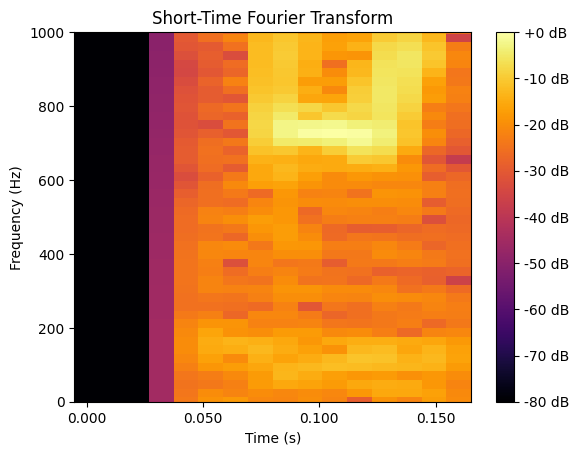 Short-Time Fourier Transform
1000
800
600
400
200
0
Frequency (Hz)
0.000
0.050
0.100
0.150
Time (s)
+0 dB
-10 dB
-20 dB
-30 dB
-40 dB
-50 dB
-60 dB
-70 dB
-80 dB